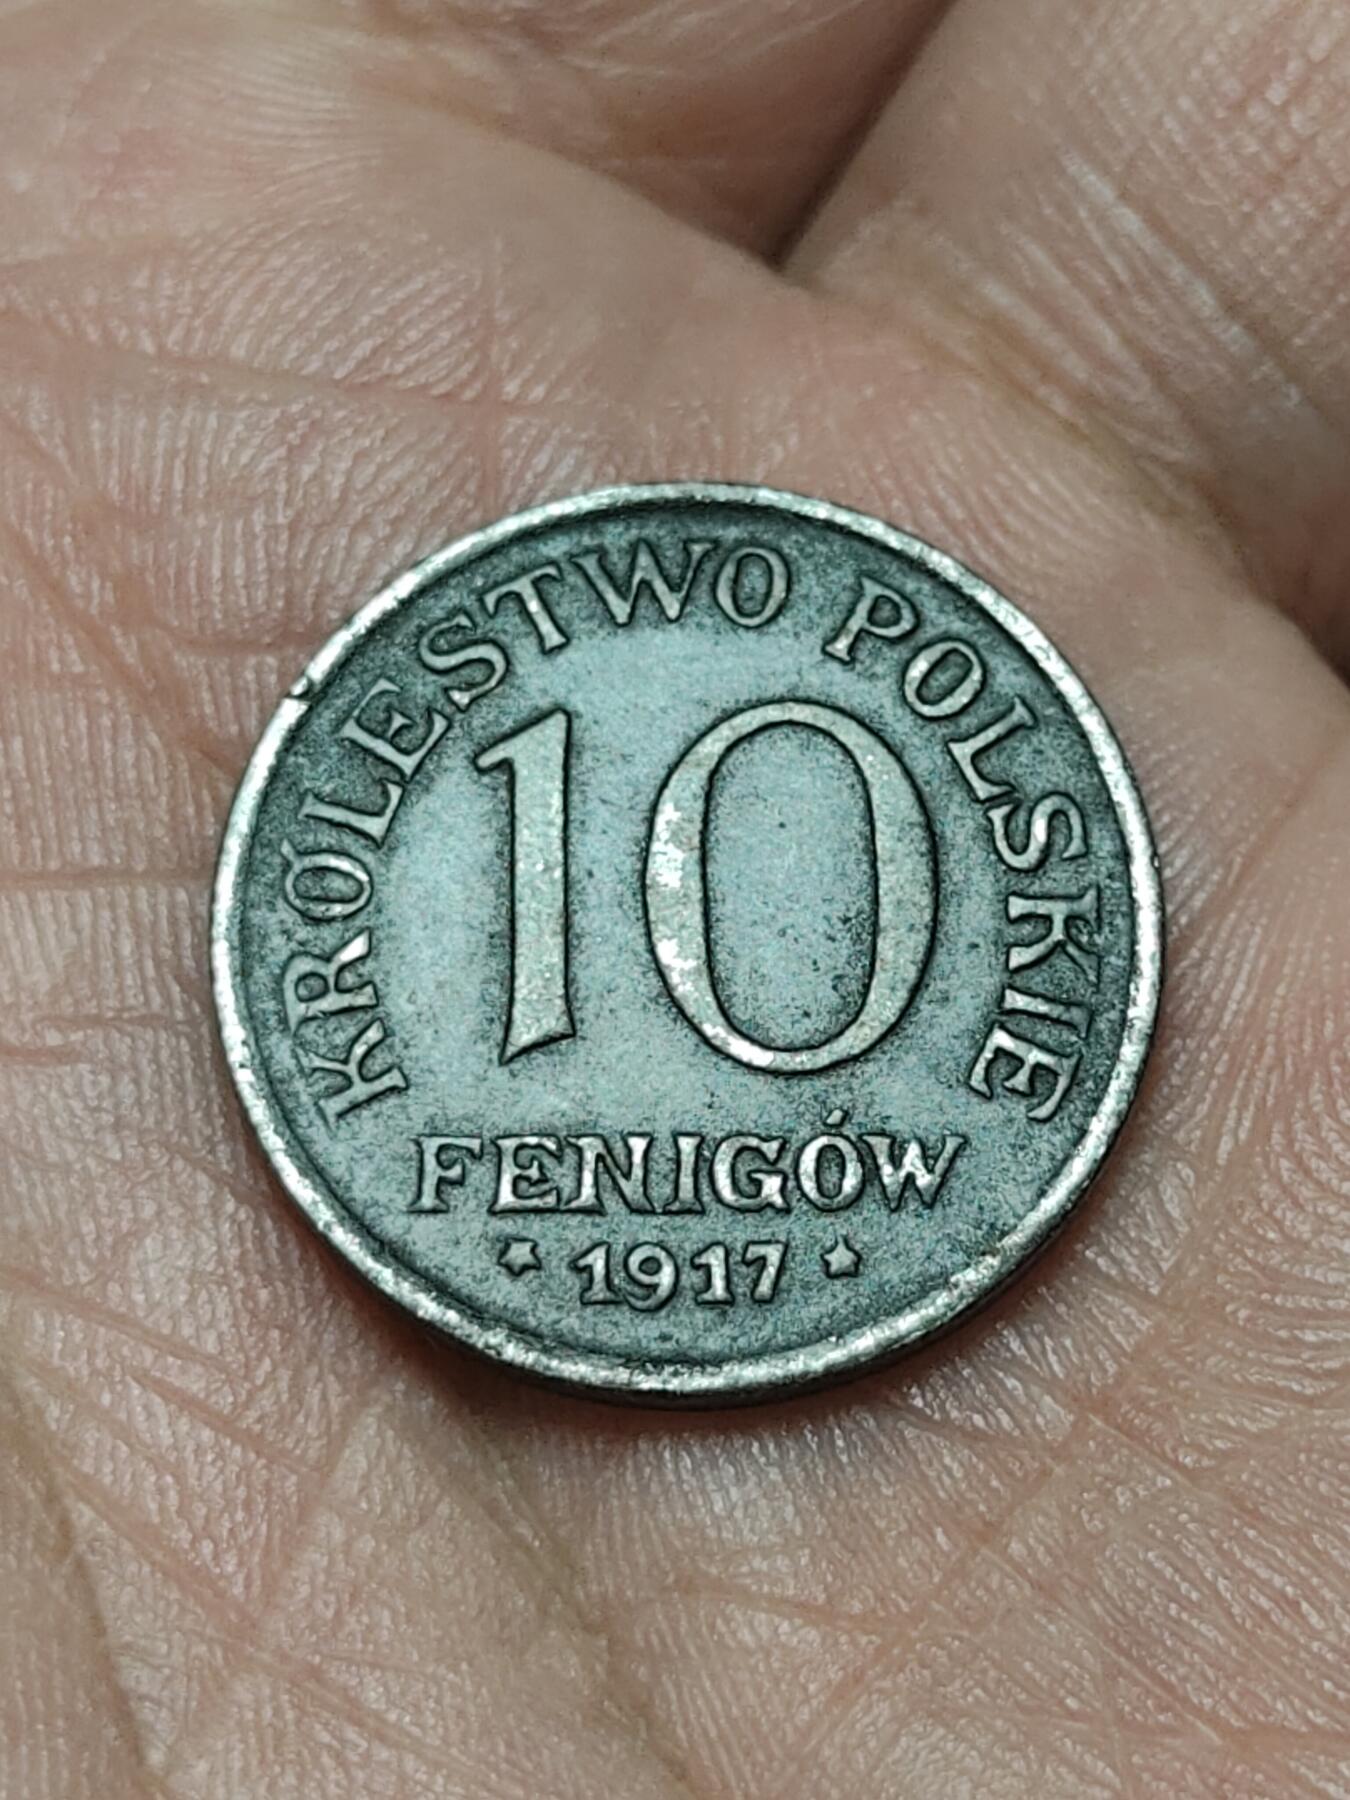 KRÓLESTWO POLSKIE
10
FENIGÓW
* 1917 *